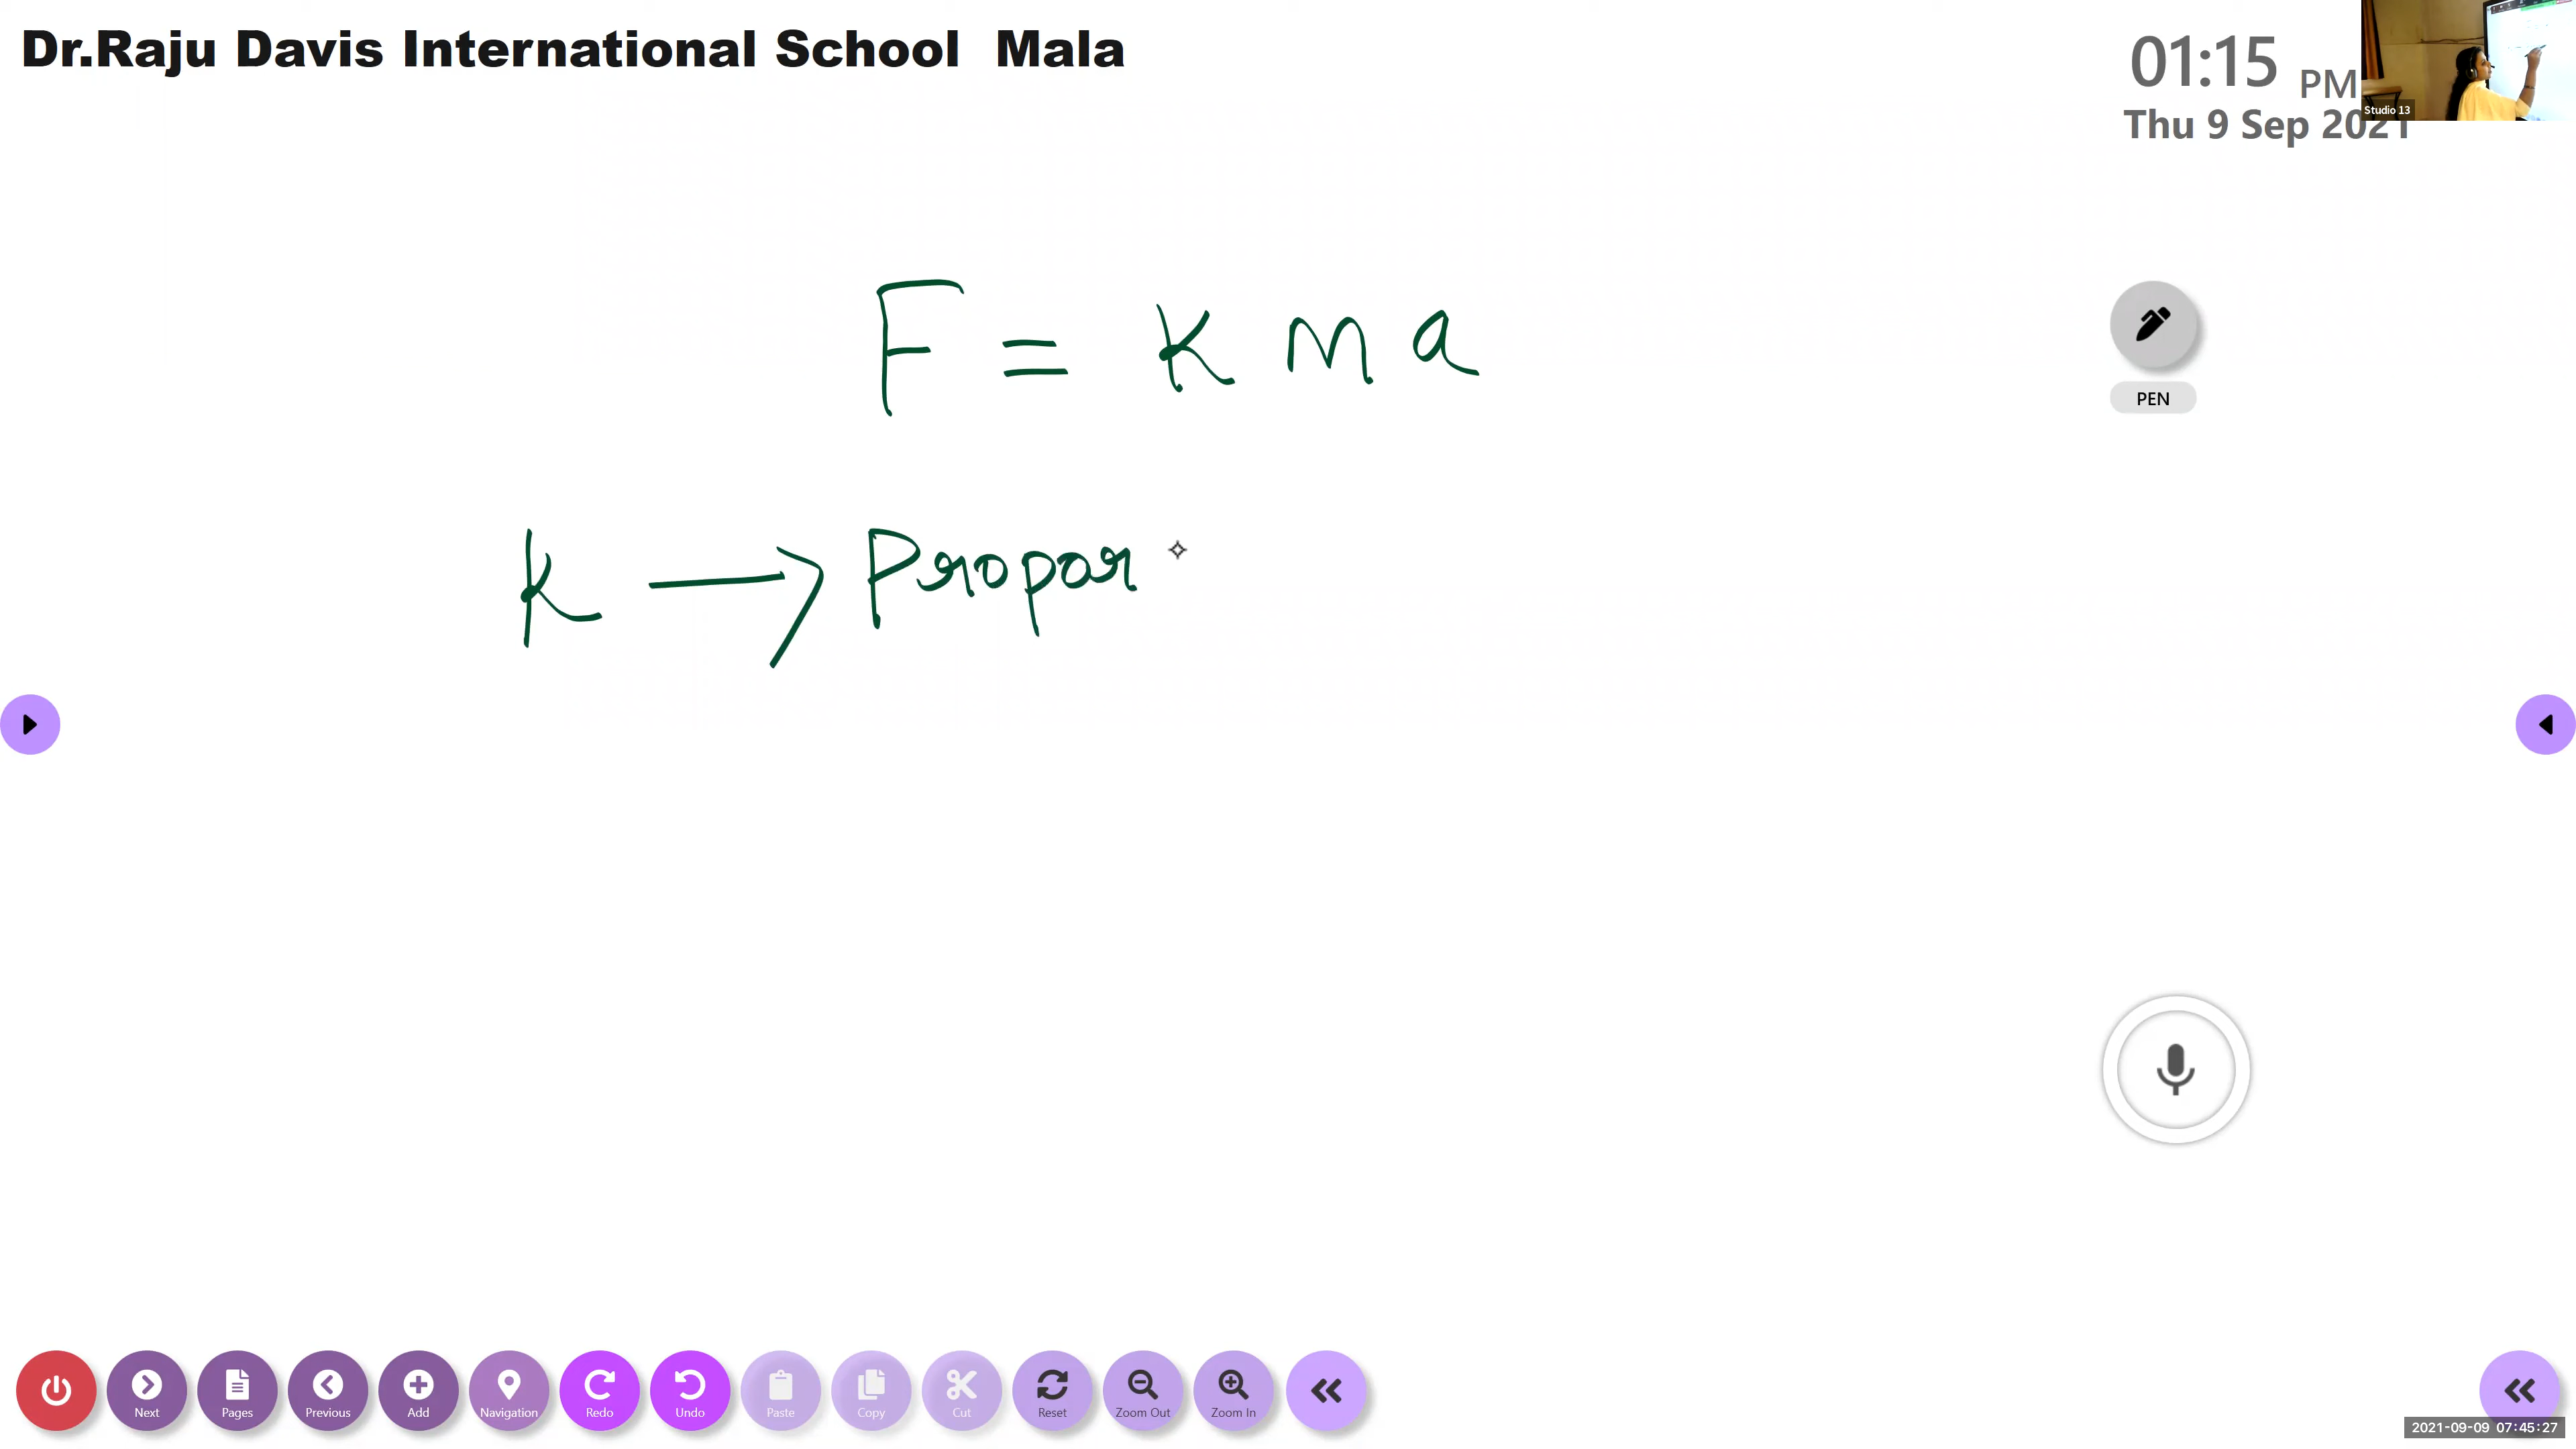 Dr.Raju Davis International School Mala
01:15 PM
Thu 9 Sep 2021
Studio 13
F = k m a
PEN
k → Propor
Next Pages Previous Add Navigation Redo Undo Paste Copy Cut Reset Zoom Out Zoom In
2021-09-09 07:45:27